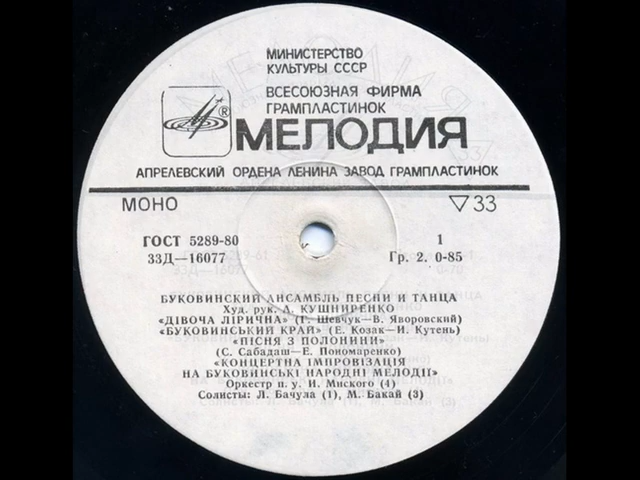 МИНИСТЕРСТВО
КУЛЬТУРЫ СССР
ВСЕСОЮЗНАЯ ФИРМА
ГРАМПЛАСТИНОК
® МЕЛОДИЯ
АПРЕЛЕВСКИЙ ОРДЕНА ЛЕНИНА ЗАВОД ГРАМПЛАСТИНОК
МОНО ▽33
ГОСТ 5289-80 1
33Д—16077 Гр. 2. 0-85
БУКОВИНСКИЙ АНСАМБЛЬ ПЕСНИ И ТАНЦА
Худ. рук. А. КУШНИРЕНКО
«ДІВОЧА ЛІРИЧНА» (Г. Шевчук—В. Яворовский)
«БУКОВИНСЬКИЙ КРАЙ» (Е. Козак—И. Кутень)
«ПІСНЯ З ПОЛОНИНИ»
(С. Сабадаш—Е. Пономаренко)
«КОНЦЕРТНА ІМПРОВІЗАЦІЯ
НА БУКОВИНСЬКІ НАРОДНІ МЕЛОДІЇ»
Оркестр п. у. И. Миского (4)
Солисты: Л. Бачула (1), М. Бакай (3)